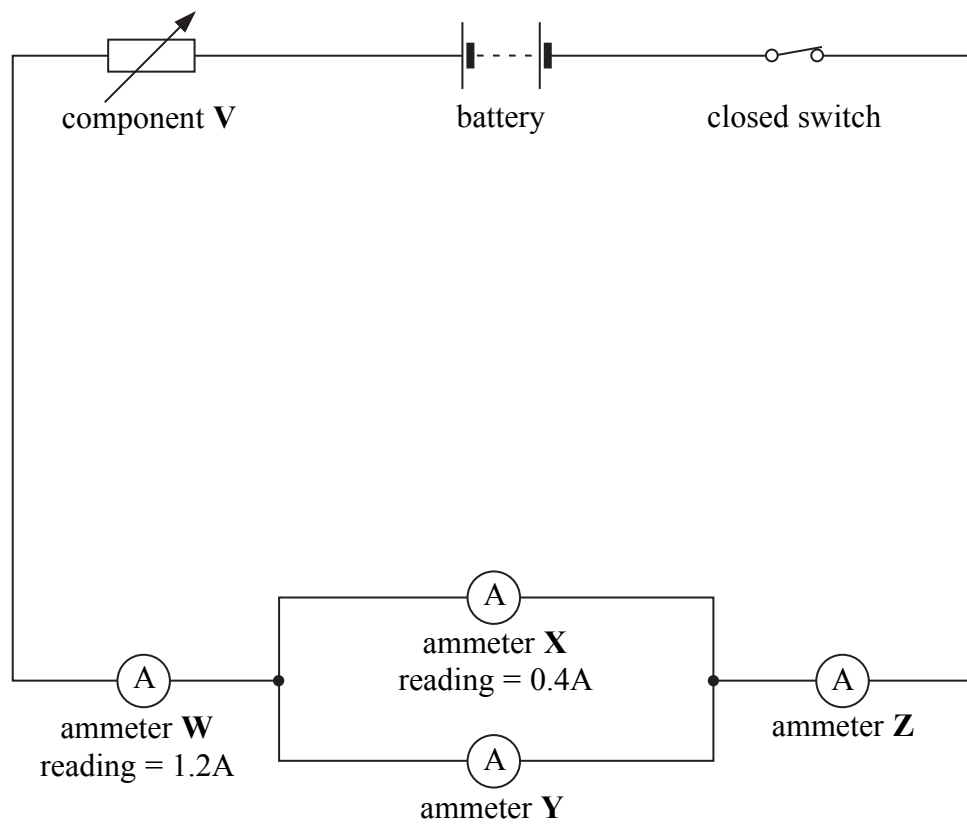 component V
battery
closed switch
A
ammeter X
reading = 0.4A
A
ammeter W
reading = 1.2A
A
ammeter Z
A
ammeter Y